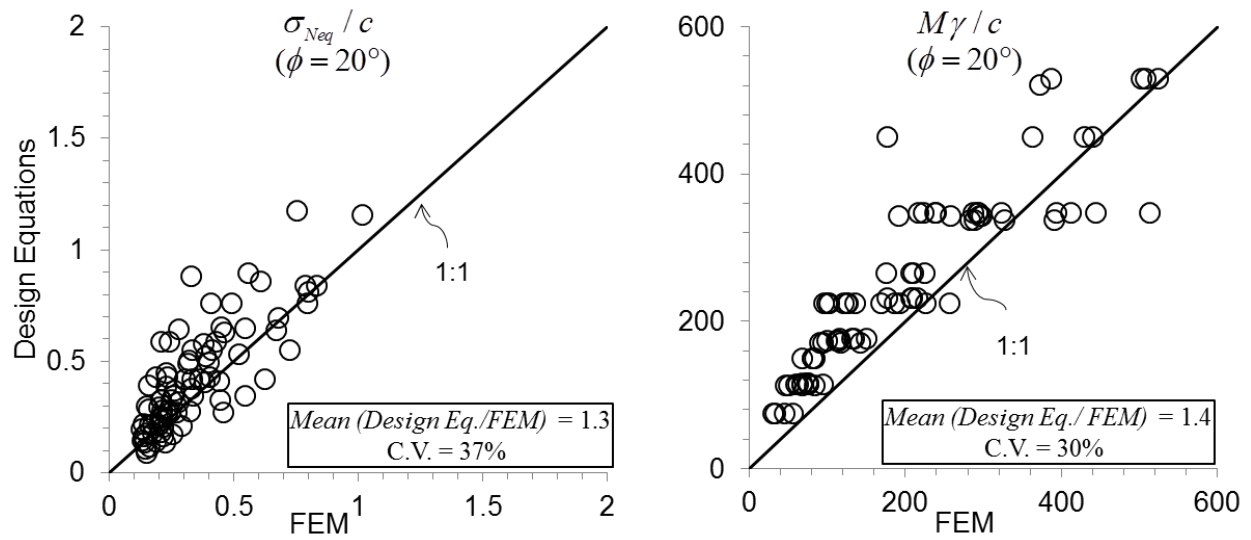 σNeq / c
(ϕ = 20°)
Design Equations
2
1.5
1
0.5
0
1:1
Mean (Design Eq./FEM) = 1.3
C.V. = 37%
0
0.5
1
1.5
2
FEM
Mγ / c
(ϕ = 20°)
600
400
200
0
1:1
Mean (Design Eq./ FEM) = 1.4
C.V. = 30%
0
200
400
600
FEM